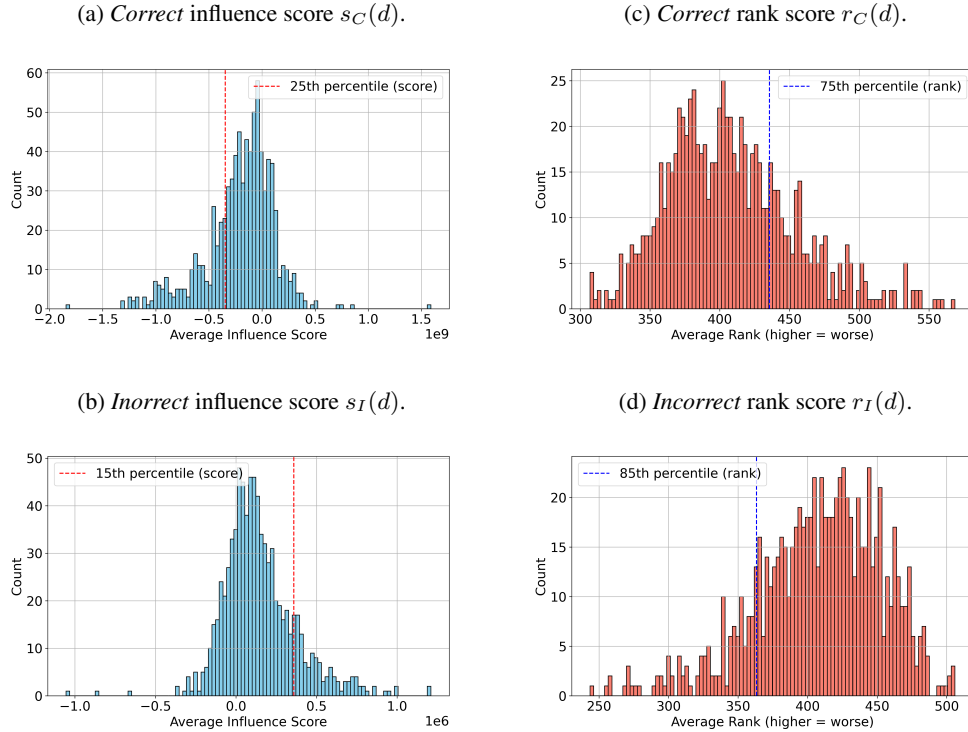 (a) Correct influence score s_C(d).
60
50
40
30
20
10
0
Count
25th percentile (score)
−2.0 −1.5 −1.0 −0.5 0.0 0.5 1.0 1.5
1e9
Average Influence Score
(c) Correct rank score r_C(d).
25
20
15
10
5
0
Count
75th percentile (rank)
300 350 400 450 500 550
Average Rank (higher = worse)
(b) Inorrect influence score s_I(d).
50
40
30
20
10
0
Count
15th percentile (score)
−1.0 −0.5 0.0 0.5 1.0
1e6
Average Influence Score
(d) Incorrect rank score r_I(d).
20
15
10
5
0
Count
85th percentile (rank)
250 300 350 400 450 500
Average Rank (higher = worse)